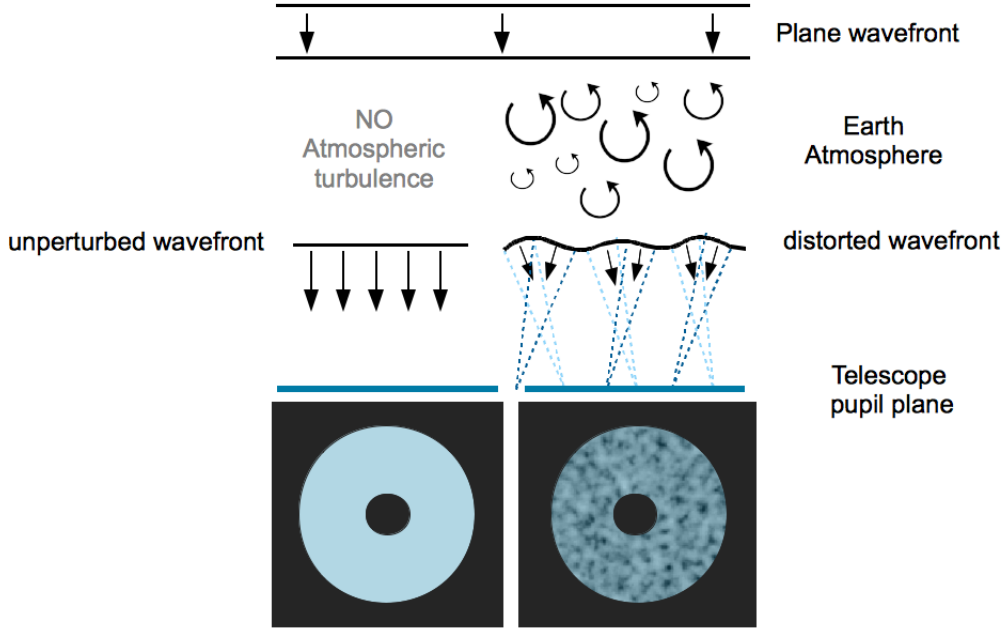 Plane wavefront
NO
Atmospheric
turbulence
Earth
Atmosphere
unperturbed wavefront
distorted wavefront
Telescope
pupil plane